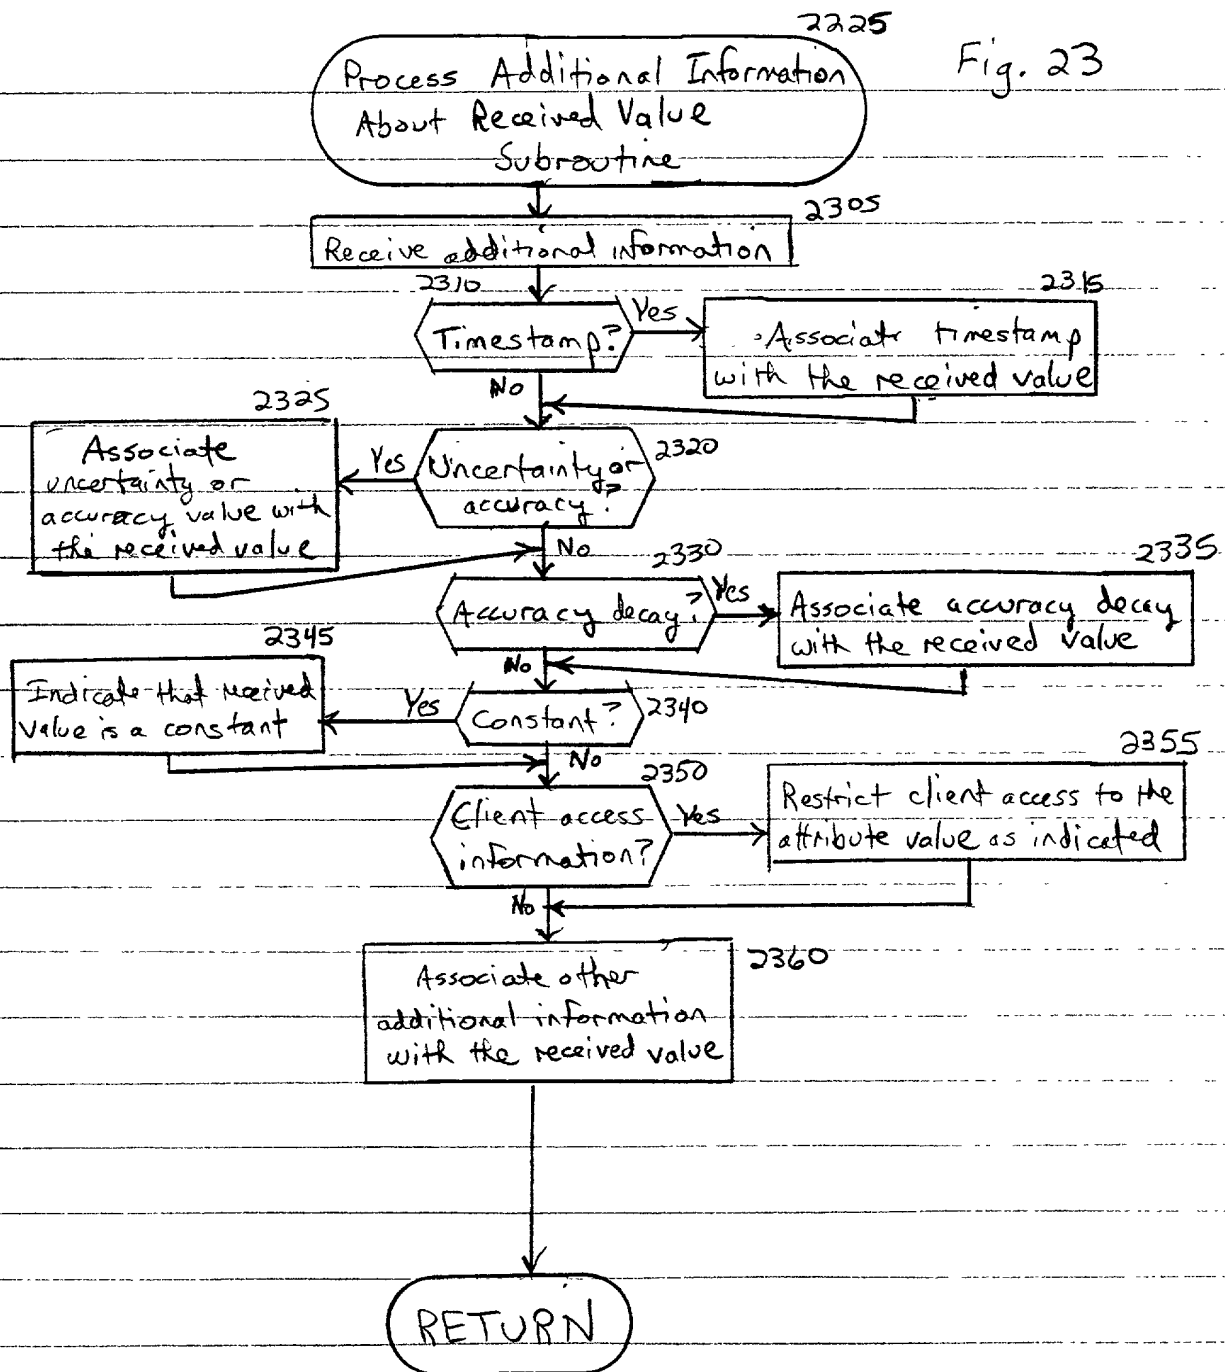 2225
Fig. 23
Process Additional Information
About Received Value
Subroutine
2305
Receive additional information
2310
Timestamp?
Yes
No
2315
Associate timestamp
with the received value
2325
Associate
uncertainty or
accuracy value with
the received value
Yes
2320
Uncertainty or
accuracy?
No
2330
Accuracy decay?
Yes
No
2335
Associate accuracy decay
with the received value
2345
Indicate that received
value is a constant
Yes
Constant?
2340
No
2350
Client access
information?
Yes
No
2355
Restrict client access to the
attribute value as indicated
2360
Associate other
additional information
with the received value
RETURN